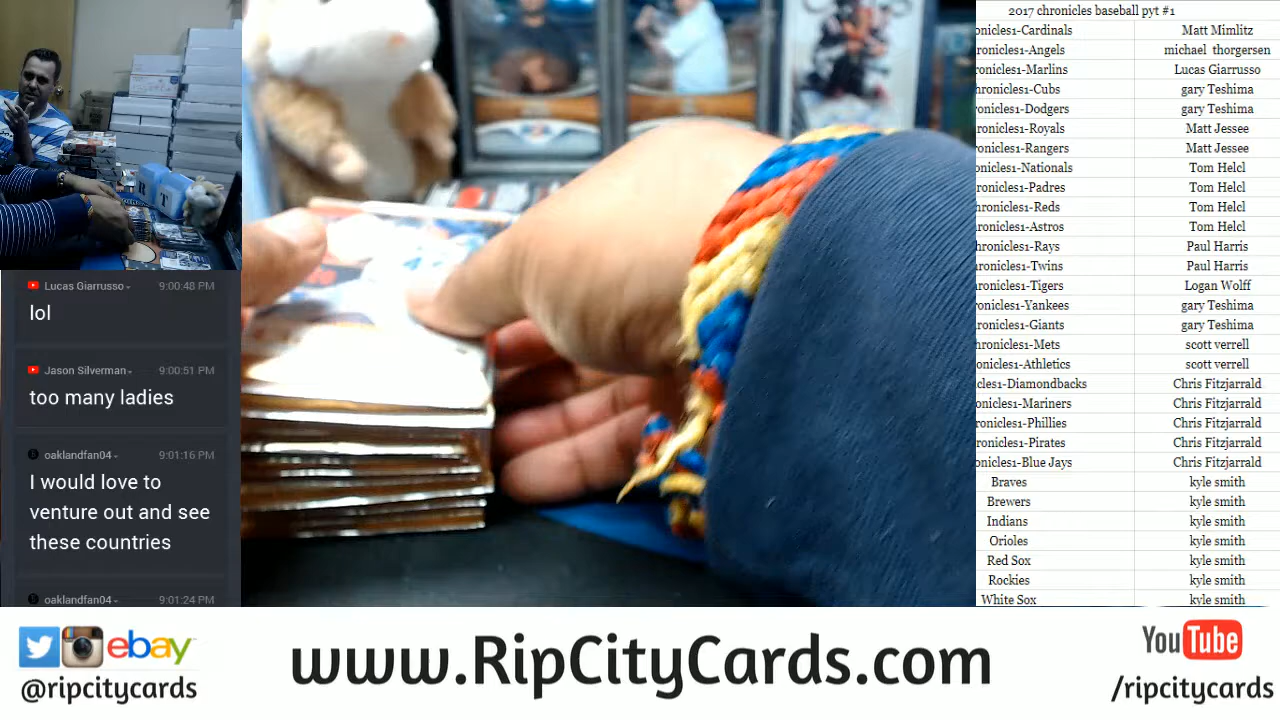 2017 chronicles baseball pyt #1
onicles1-Cardinals Matt Mimlitz
ronicles1-Angels michael thorgersen
ronicles1-Marlins Lucas Giarrusso
hronicles1-Cubs gary Teshima
ronicles1-Dodgers gary Teshima
ronicles1-Royals Matt Jessee
ronicles1-Rangers Matt Jessee
onicles1-Nationals Tom Helcl
ronicles1-Padres Tom Helcl
hronicles1-Reds Tom Helcl
ronicles1-Astros Tom Helcl
hronicles1-Rays Paul Harris
ronicles1-Twins Paul Harris
ronicles1-Tigers Logan Wolff
ronicles1-Yankees gary Teshima
ronicles1-Giants gary Teshima
hronicles1-Mets scott verrell
onicles1-Athletics scott verrell
cles1-Diamondbacks Chris Fitzjarrald
onicles1-Mariners Chris Fitzjarrald
ronicles1-Phillies Chris Fitzjarrald
ronicles1-Pirates Chris Fitzjarrald
onicles1-Blue Jays Chris Fitzjarrald
Braves kyle smith
Brewers kyle smith
Indians kyle smith
Orioles kyle smith
Red Sox kyle smith
Rockies kyle smith
White Sox kyle smith
Lucas Giarrusso 9:00:48 PM
lol
Jason Silverman 9:00:51 PM
too many ladies
oaklandfan04 9:01:16 PM
I would love to
venture out and see
these countries
oaklandfan04 9:01:24 PM
ebay
@ripcitycards
www.RipCityCards.com
YouTube
/ripcitycards